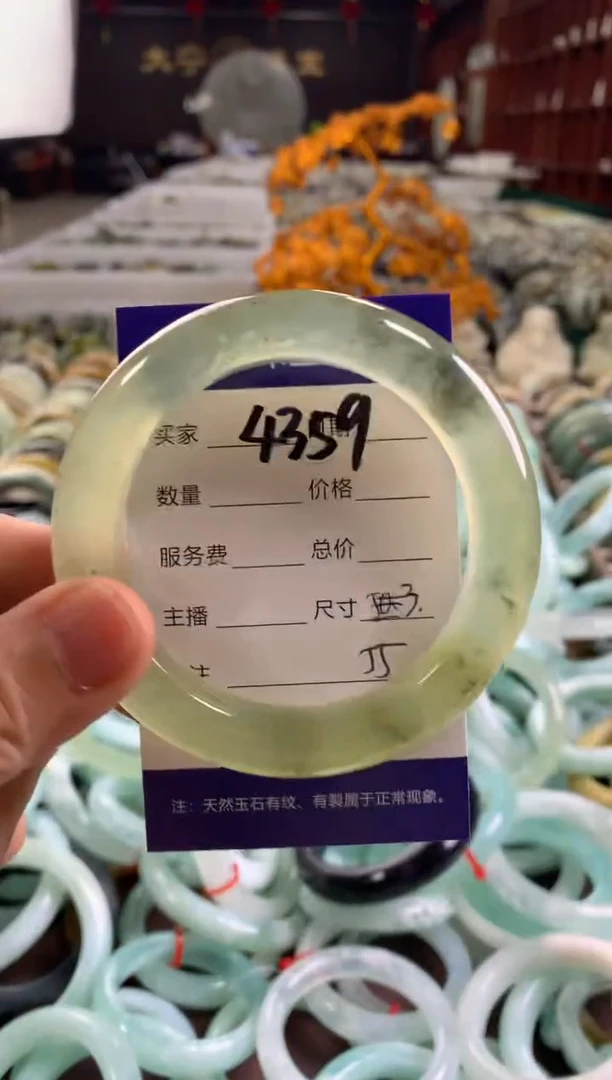 买家 4359
数量 价格
服务费 总价
主播 尺寸
55
注：天然玉石有纹、有裂属于正常现象。